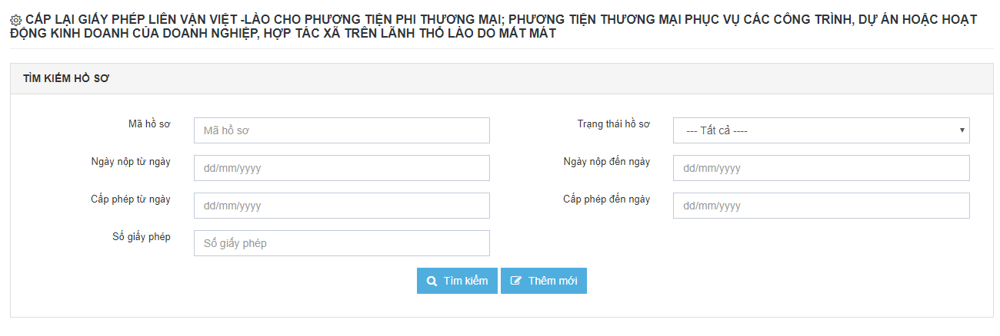 CẤP LẠI GIẤY PHÉP LIÊN VẬN VIỆT -LÀO CHO PHƯƠNG TIỆN PHI THƯƠNG MẠI; PHƯƠNG TIỆN THƯƠNG MẠI PHỤC VỤ CÁC CÔNG TRÌNH, DỰ ÁN HOẶC HOẠT
ĐỘNG KINH DOANH CỦA DOANH NGHIỆP, HỢP TÁC XÃ TRÊN LÃNH THỔ LÀO DO MẤT MÁT
TÌM KIẾM HỒ SƠ
Mã hồ sơ
Mã hồ sơ
Trạng thái hồ sơ
--- Tất cả ----
Ngày nộp từ ngày
dd/mm/yyyy
Ngày nộp đến ngày
dd/mm/yyyy
Cấp phép từ ngày
dd/mm/yyyy
Cấp phép đến ngày
dd/mm/yyyy
Số giấy phép
Số giấy phép
Tìm kiếm
Thêm mới